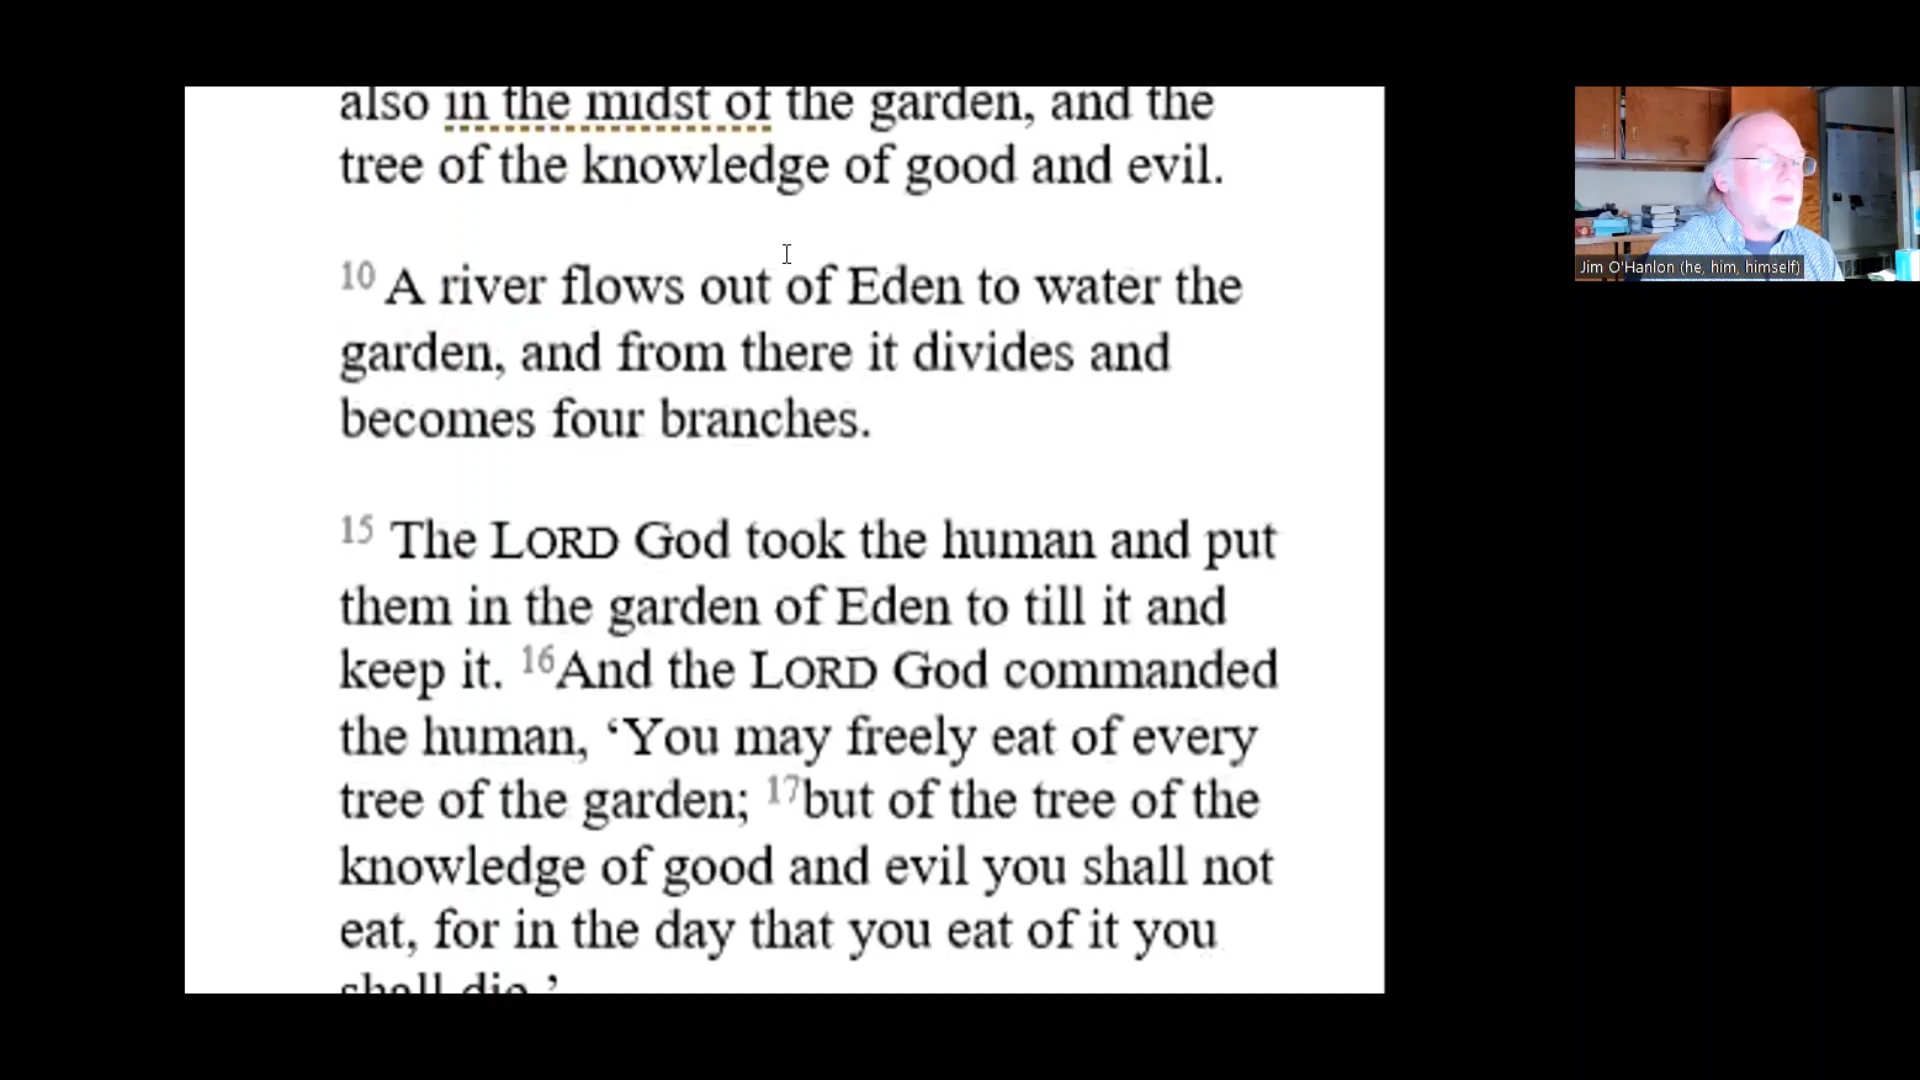 also in the midst of the garden, and the
tree of the knowledge of good and evil.
10 A river flows out of Eden to water the
garden, and from there it divides and
becomes four branches.
15 The LORD God took the human and put
them in the garden of Eden to till it and
keep it. 16And the LORD God commanded
the human, ‘You may freely eat of every
tree of the garden; 17but of the tree of the
knowledge of good and evil you shall not
eat, for in the day that you eat of it you
shall die.’
Jim O'Hanlon (he, him, himself)